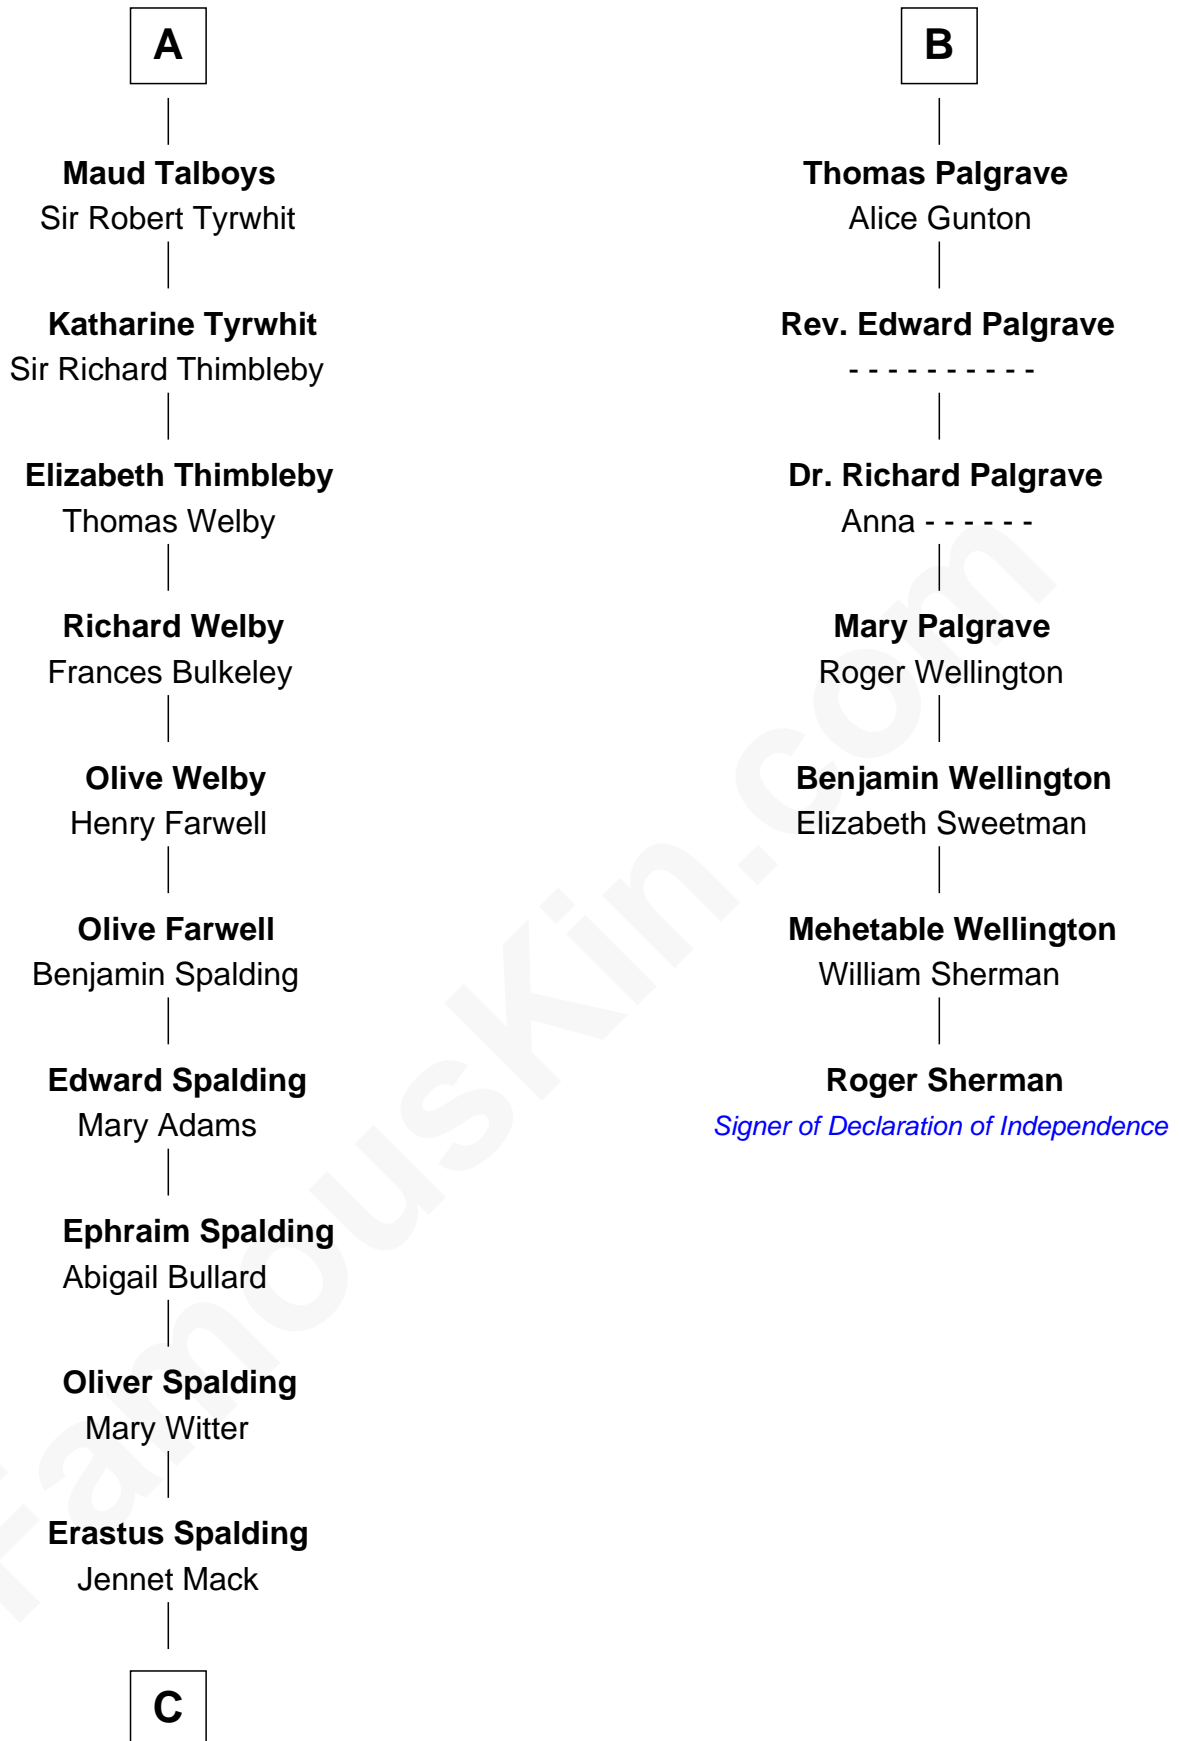 A
Maud Talboys
Sir Robert Tyrwhit
Katharine Tyrwhit
Sir Richard Thimbleby
Elizabeth Thimbleby
Thomas Welby
Richard Welby
Frances Bulkeley
Olive Welby
Henry Farwell
Olive Farwell
Benjamin Spalding
Edward Spalding
Mary Adams
Ephraim Spalding
Abigail Bullard
Oliver Spalding
Mary Witter
Erastus Spalding
Jennet Mack
C
B
Thomas Palgrave
Alice Gunton
Rev. Edward Palgrave
- - - - - - - - - -
Dr. Richard Palgrave
Anna - - - - - -
Mary Palgrave
Roger Wellington
Benjamin Wellington
Elizabeth Sweetman
Mehetable Wellington
William Sherman
Roger Sherman
Signer of Declaration of Independence
FamousKin.com